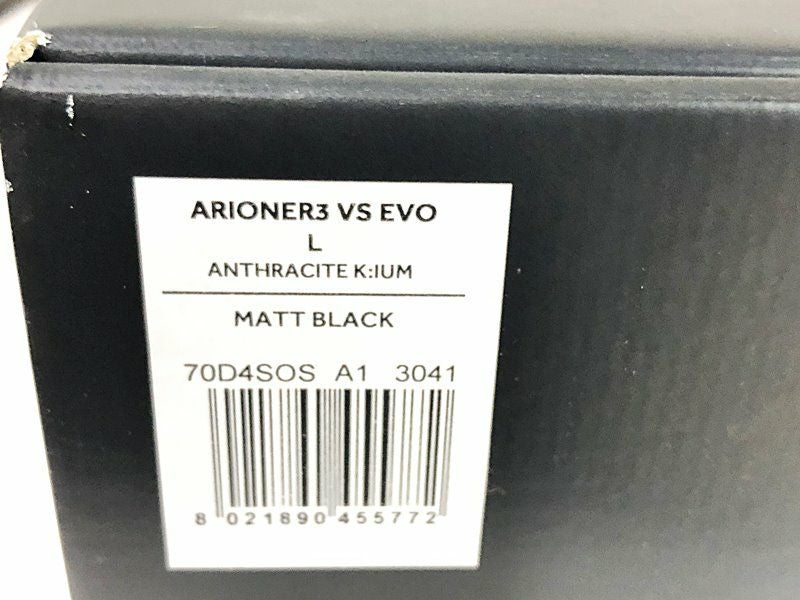 ARIONER3 VS EVO
L
ANTHRACITE K:IUM
MATT BLACK
70D4SOS A1 3041
8 021890 455772